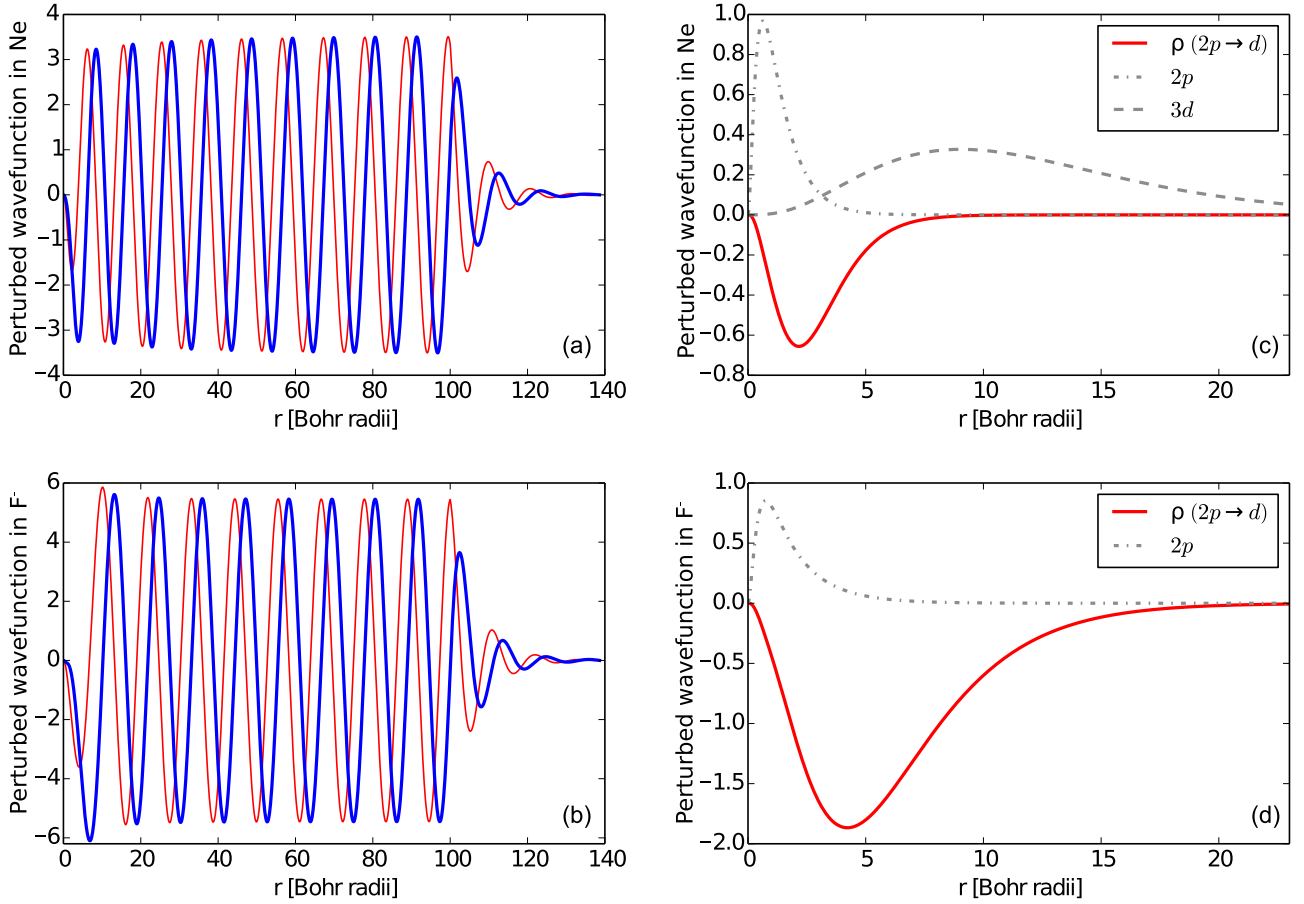 Perturbed wavefunction in Ne
4
3
2
1
0
−1
−2
−3
−4
0 20 40 60 80 100 120 140
r [Bohr radii]
(a)
Perturbed wavefunction in Ne
1.0
0.8
0.6
0.4
0.2
0.0
−0.2
−0.4
−0.6
−0.8
0 5 10 15 20
r [Bohr radii]
ρ (2p → d)
2p
3d
(c)
Perturbed wavefunction in F-
6
4
2
0
−2
−4
−6
0 20 40 60 80 100 120 140
r [Bohr radii]
(b)
Perturbed wavefunction in F-
1.0
0.5
0.0
−0.5
−1.0
−1.5
−2.0
0 5 10 15 20
r [Bohr radii]
ρ (2p → d)
2p
(d)